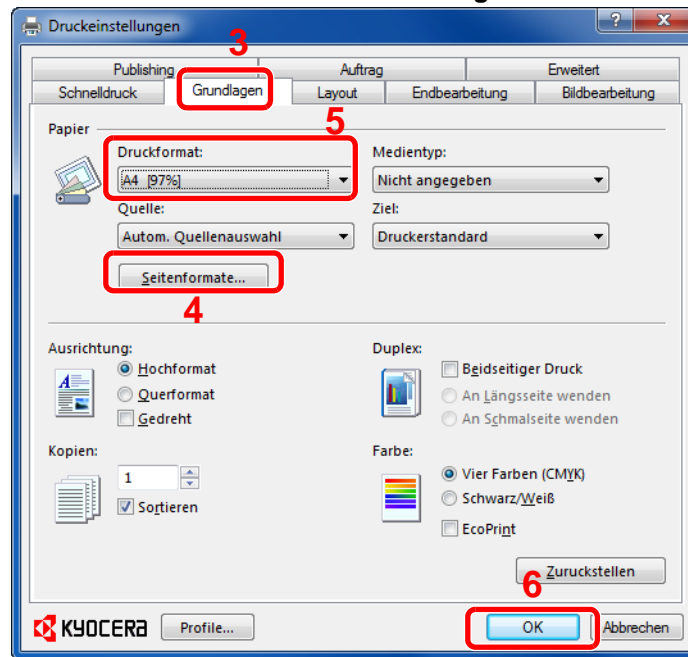 Druckeinstellungen
3
Publishing Auftrag Erweitert
Schnelldruck Grundlagen Layout Endbearbeitung Bildbearbeitung
5
Papier
Druckformat: Medientyp:
A4 [97%] Nicht angegeben
Quelle: Ziel:
Autom. Quellenauswahl Druckerstandard
Seitenformate...
4
Ausrichtung: Duplex:
Hochformat Beidseitiger Druck
Querformat An Längsseite wenden
Gedreht An Schmalseite wenden
Kopien: Farbe:
1 Vier Farben (CMYK)
Sortieren Schwarz/Weiß
EcoPrint
Zuruckstellen
6
KYOCERA Profile... OK Abbrechen